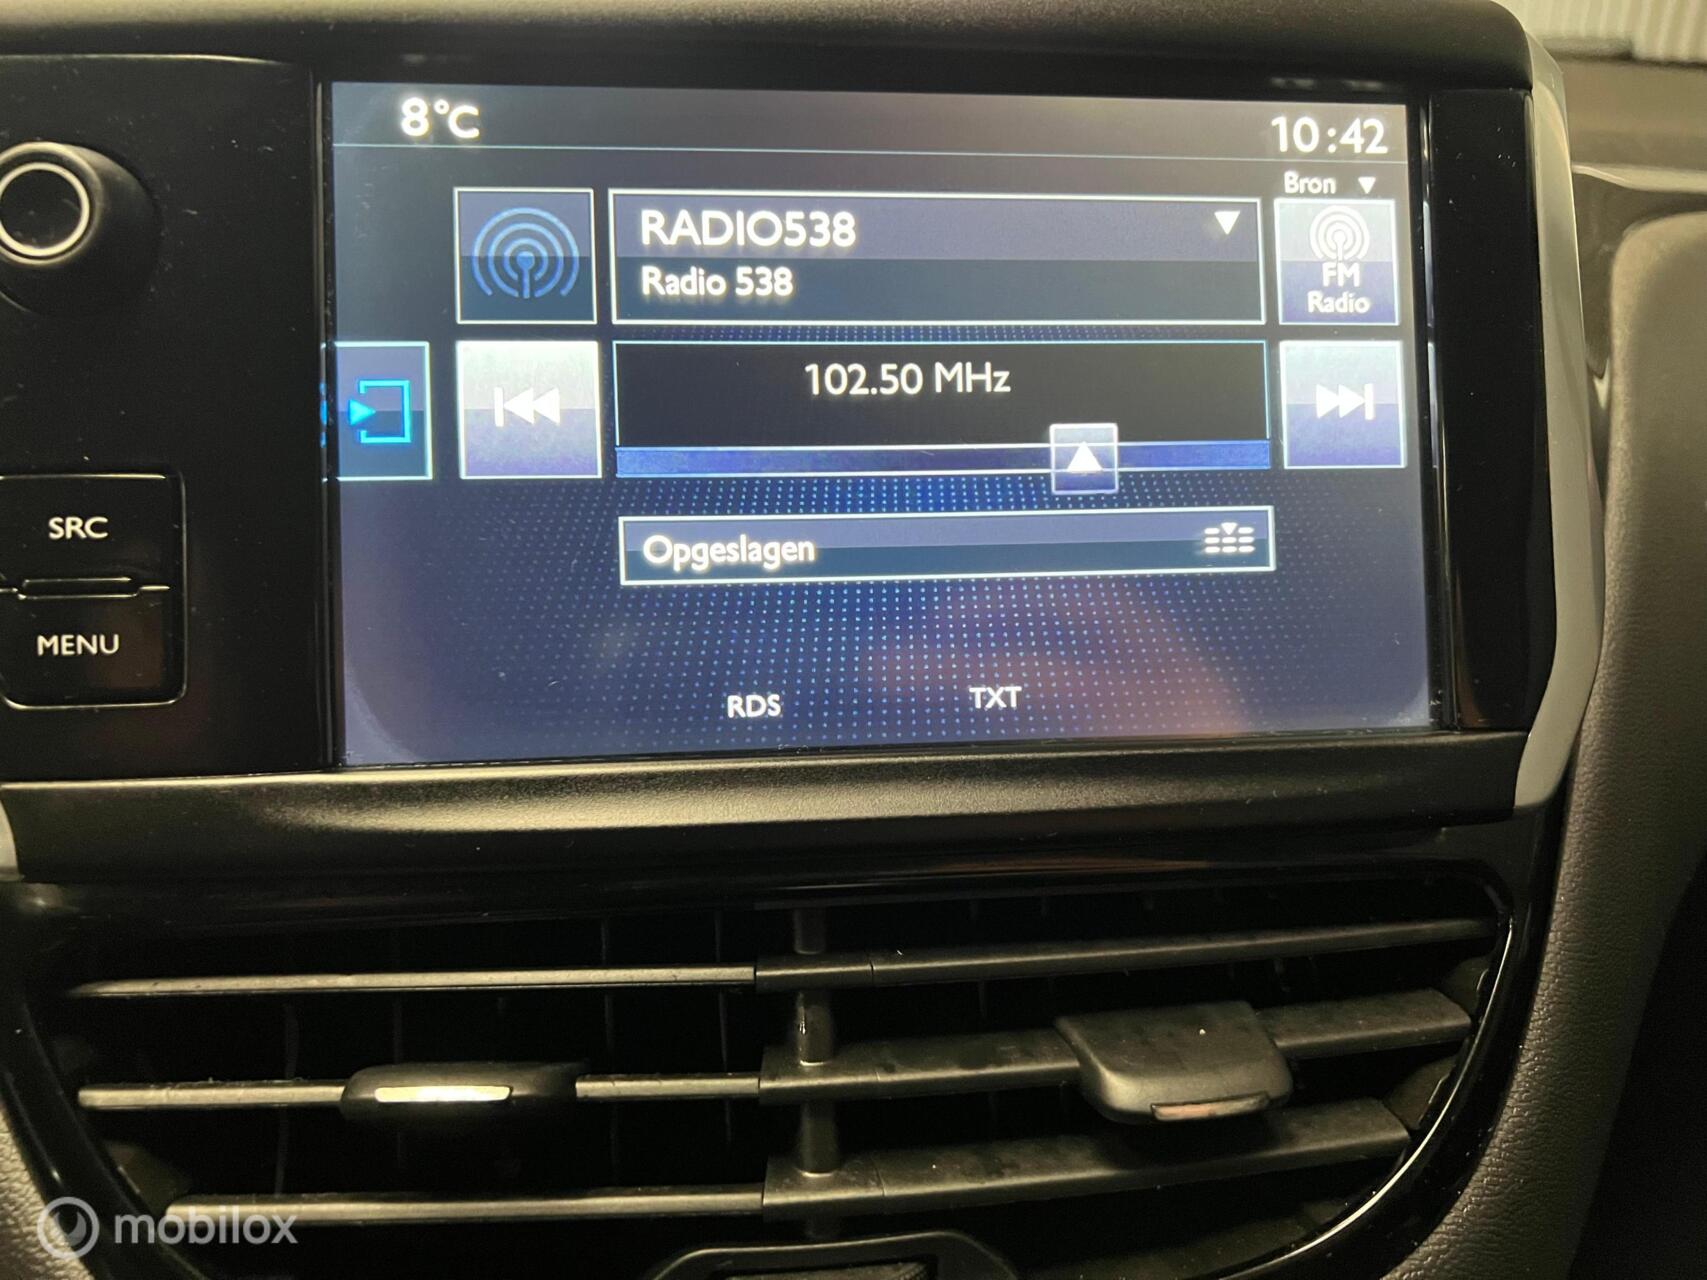 8°C
10:42
Bron
RADIO538
Radio 538
FM
Radio
102.50 MHz
SRC
Opgeslagen
MENU
RDS
TXT
mobilox